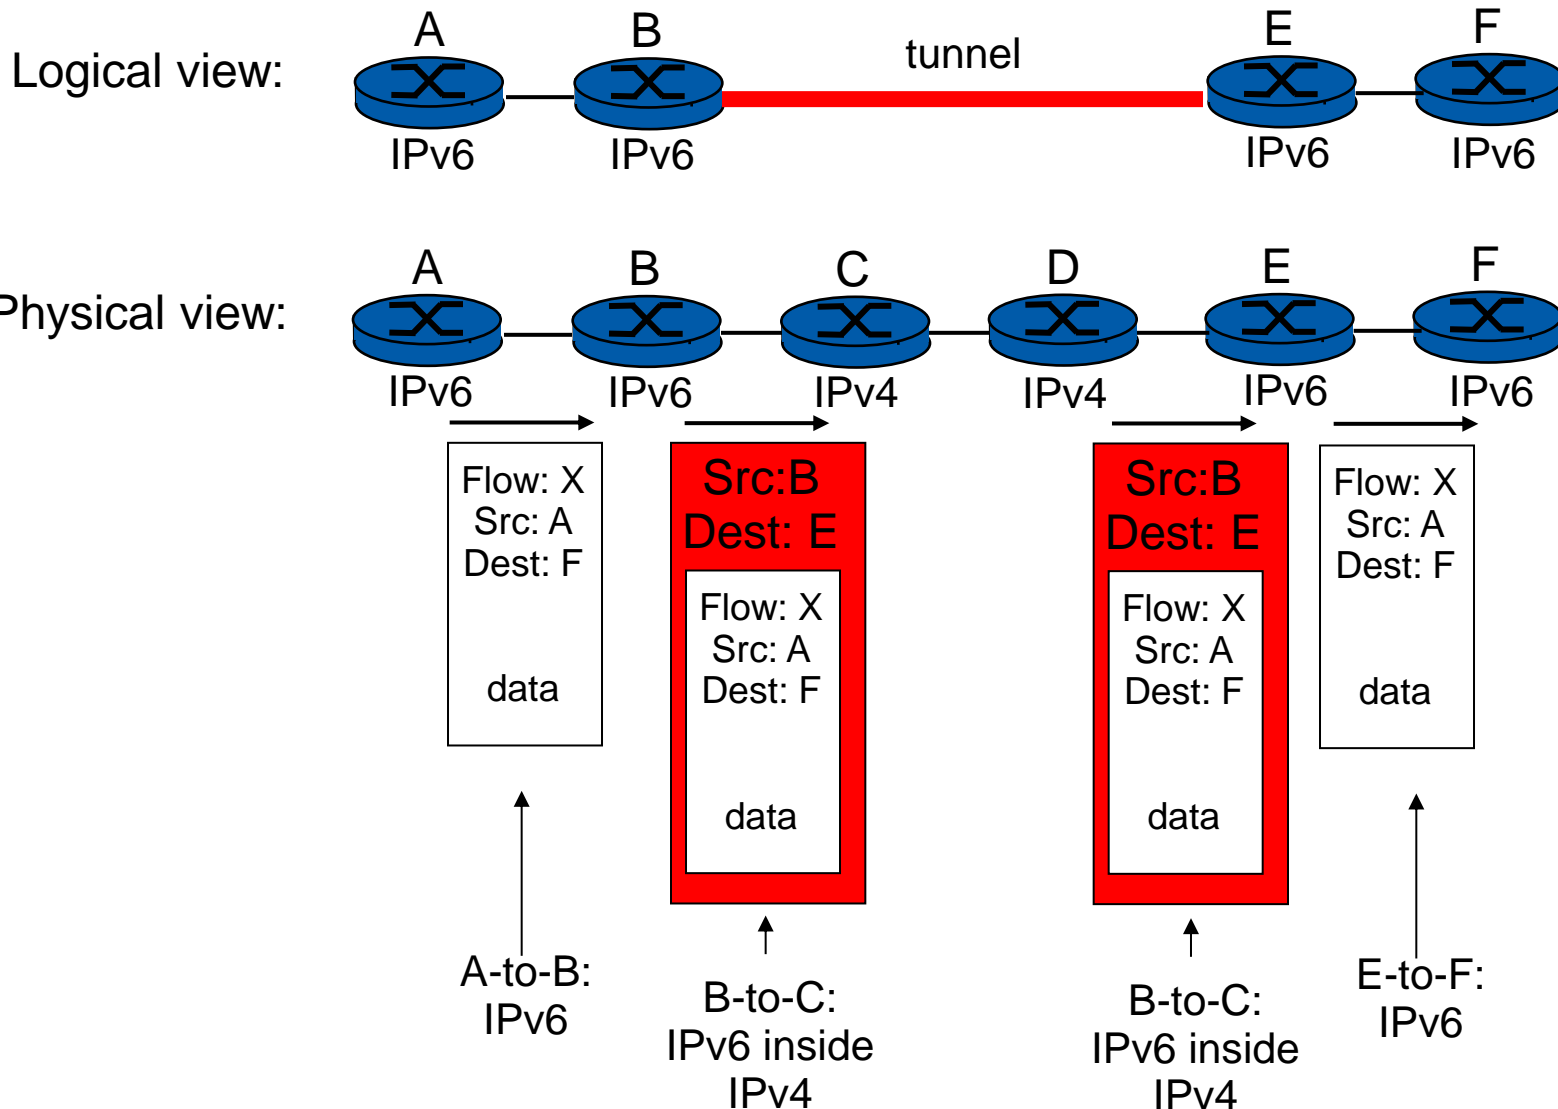 Logical view:
A
B
tunnel
E
F
IPv6
IPv6
IPv6
IPv6
Physical view:
A
B
C
D
E
F
IPv6
IPv6
IPv4
IPv4
IPv6
IPv6
Flow: X
Src: A
Dest: F
data
Src:B
Dest: E
Flow: X
Src: A
Dest: F
data
Src:B
Dest: E
Flow: X
Src: A
Dest: F
data
Flow: X
Src: A
Dest: F
data
A-to-B:
IPv6
B-to-C:
IPv6 inside
IPv4
B-to-C:
IPv6 inside
IPv4
E-to-F:
IPv6